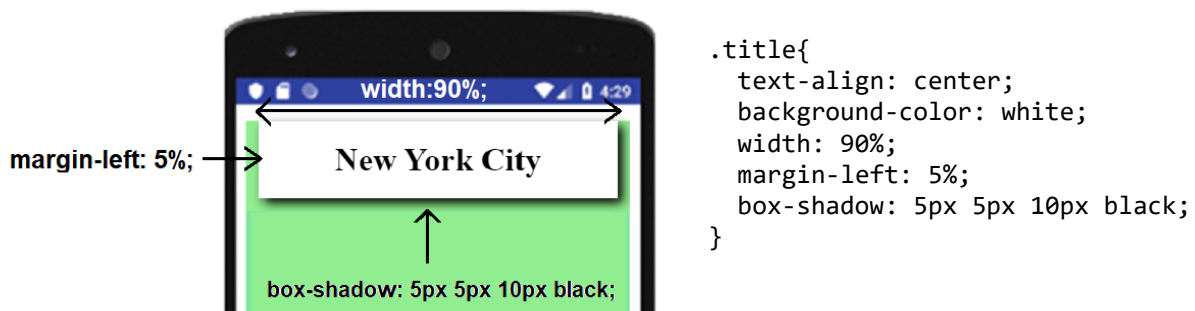 width:90%;
4:29
margin-left: 5%;
New York City
box-shadow: 5px 5px 10px black;
.title{
  text-align: center;
  background-color: white;
  width: 90%;
  margin-left: 5%;
  box-shadow: 5px 5px 10px black;
}